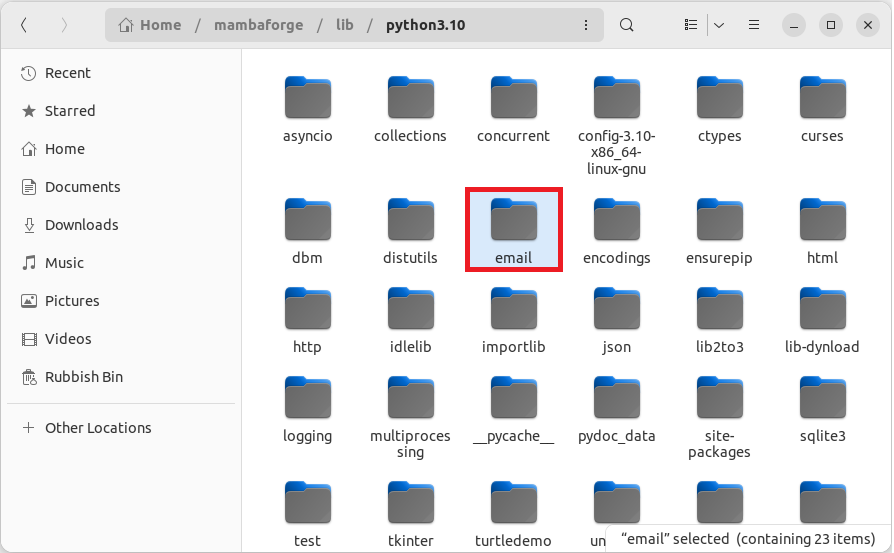 Home / mambaforge / lib / python3.10
Recent
Starred
Home
Documents
Downloads
Music
Pictures
Videos
Rubbish Bin
Other Locations
asyncio collections concurrent config-3.10- ctypes curses
x86_64-
linux-gnu
dbm distutils email encodings ensurepip html
http idlelib importlib json lib2to3 lib-dynload
logging multiproces __pycache__ pydoc_data site- sqlite3
sing packages
test tkinter turtledemo un
“email” selected (containing 23 items)